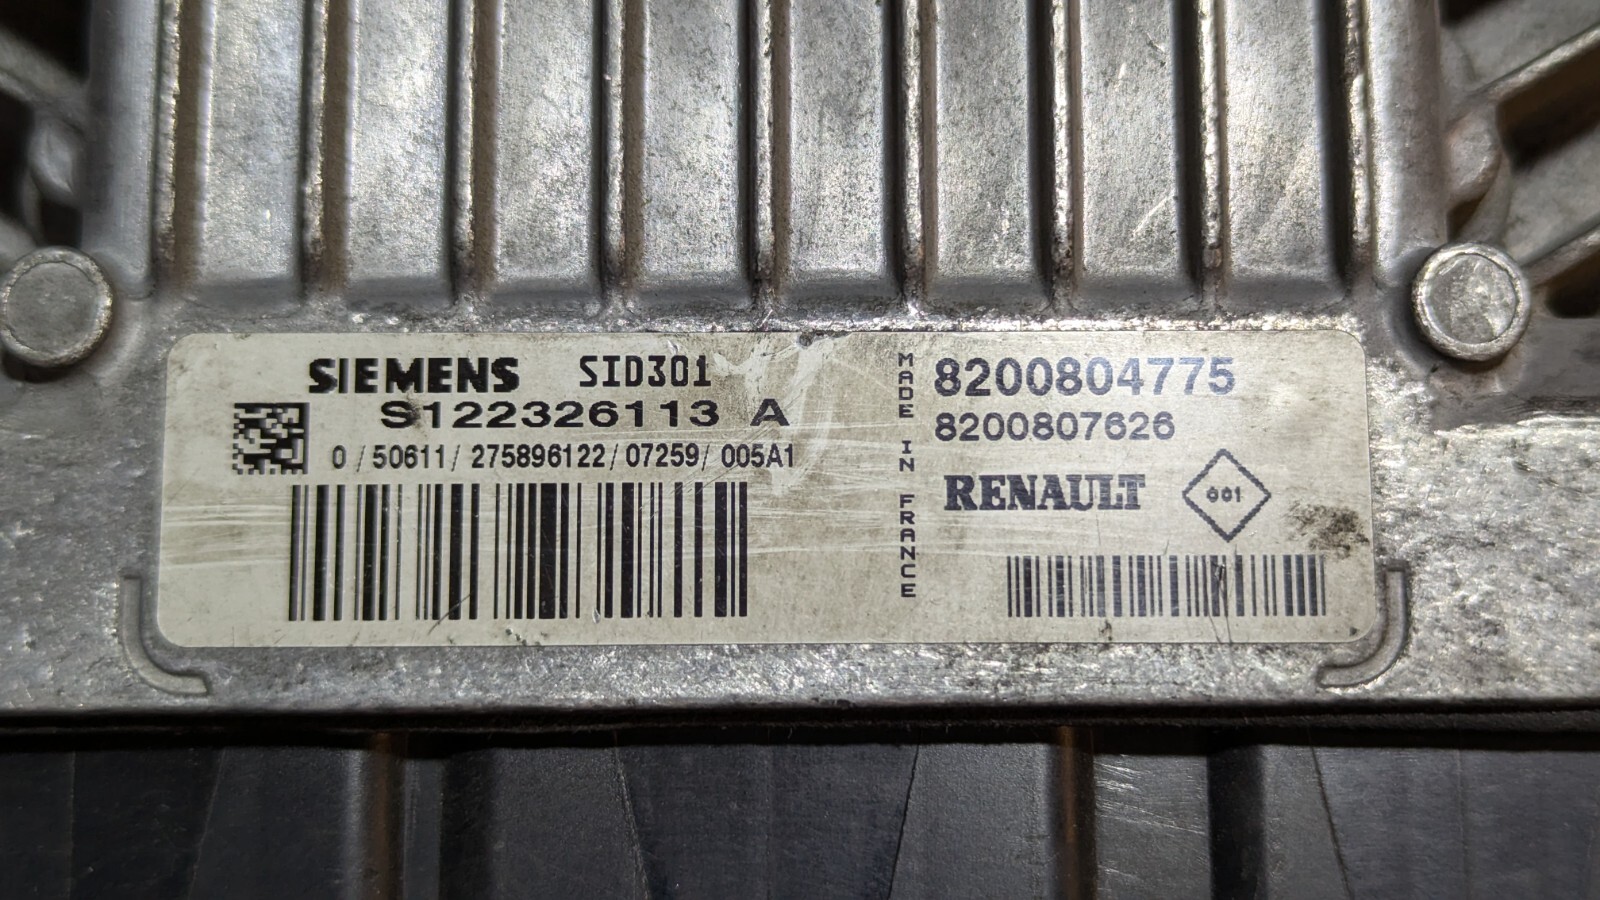 SIEMENS SID301
S122326113 A
0 / 50611 / 275896122 / 07259 / 005A1
MADE IN FRANCE
8200804775
8200807626
RENAULT 001